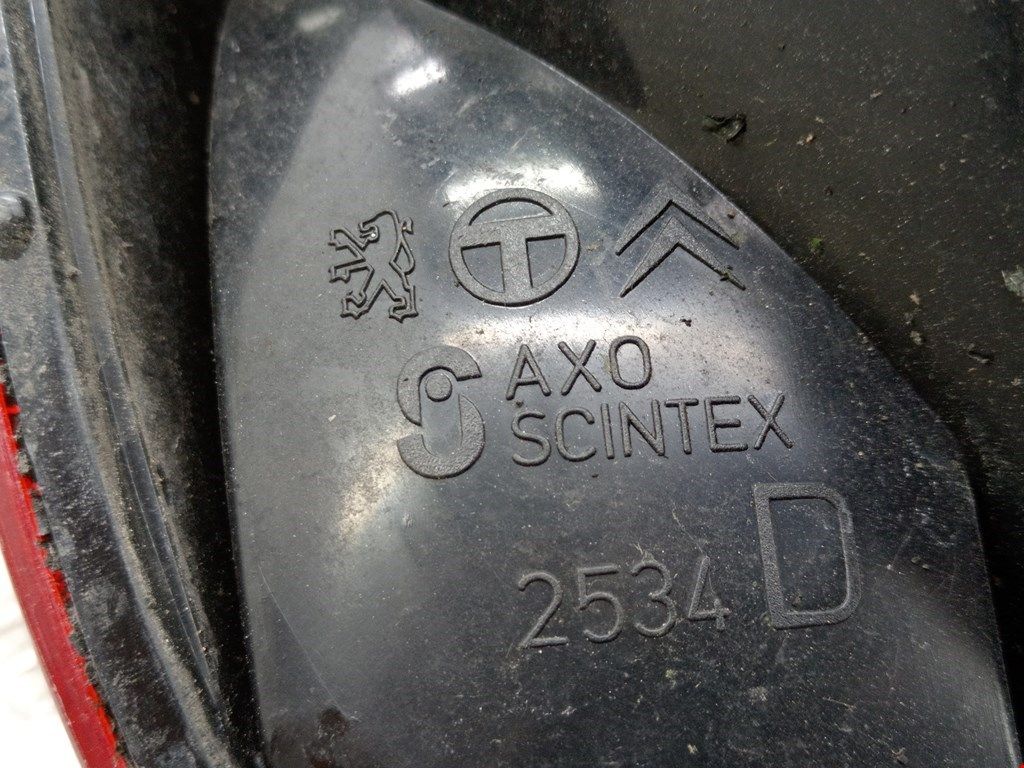 T
AXO
S SCINTEX
2534 D